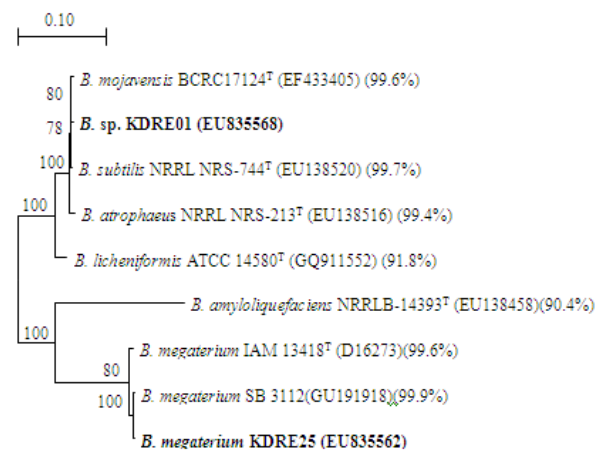 0.10
B. mojavensis BCRC17124ᵀ (EF433405) (99.6%)
80
B. sp. KDRE01 (EU835568)
78
100
B. subtilis NRRL NRS-744ᵀ (EU138520) (99.7%)
100
B. atrophaeus NRRL NRS-213ᵀ (EU138516) (99.4%)
B. licheniformis ATCC 14580ᵀ (GQ911552) (91.8%)
B. amyloliquefaciens NRRLB-14393ᵀ (EU138458)(90.4%)
100
B. megaterium IAM 13418ᵀ (D16273)(99.6%)
80
B. megaterium SB 3112(GU191918)(99.9%)
100
B. megaterium KDRE25 (EU835562)